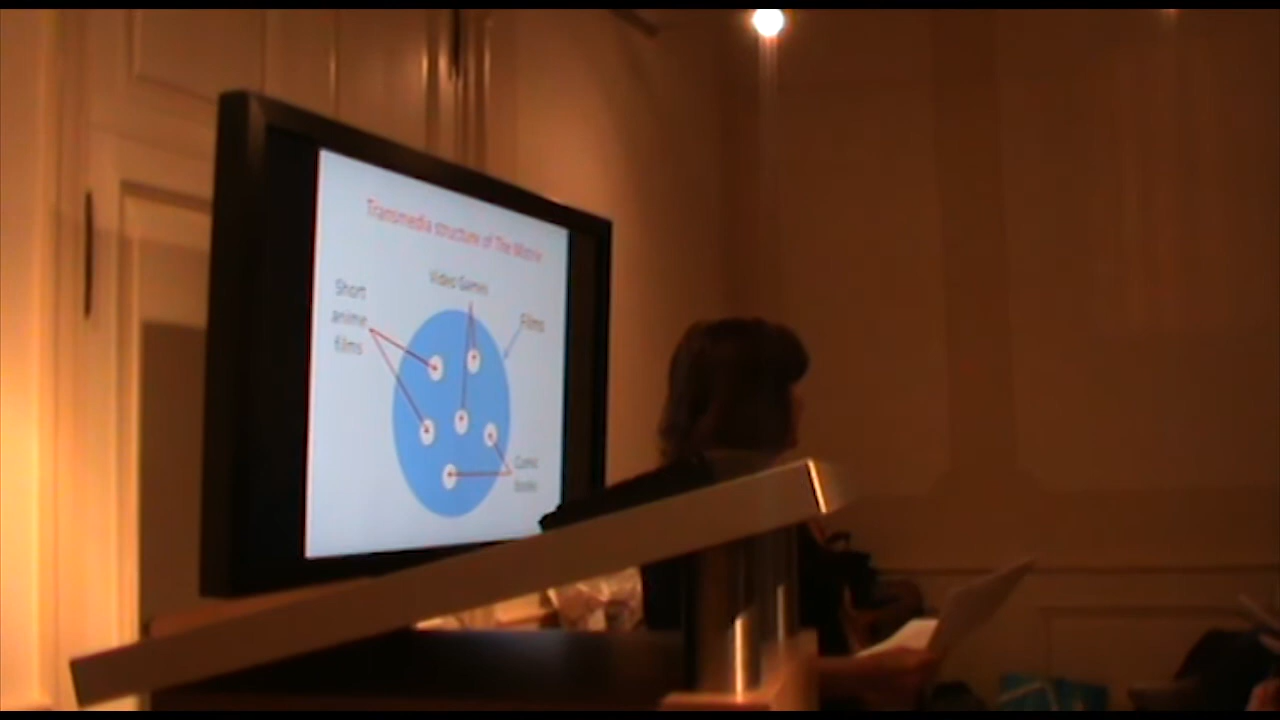 Transmedia structure of The Matrix
Video Games
Short
anime
films
Films
Comic
books